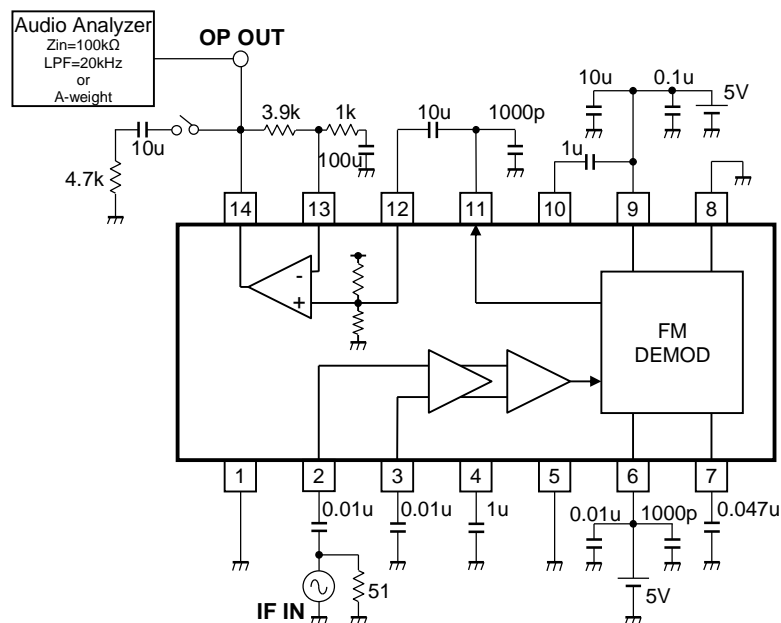 Audio Analyzer
Zin=100kΩ
LPF=20kHz
or
A-weight
OP OUT
10u
0.1u
5V
3.9k
1k
10u
1000p
10u
100u
1u
4.7k
14
13
12
11
10
9
8
-
+
FM
DEMOD
1
2
3
4
5
6
7
0.01u
0.01u
1u
0.01u
1000p
0.047u
51
5V
IF IN